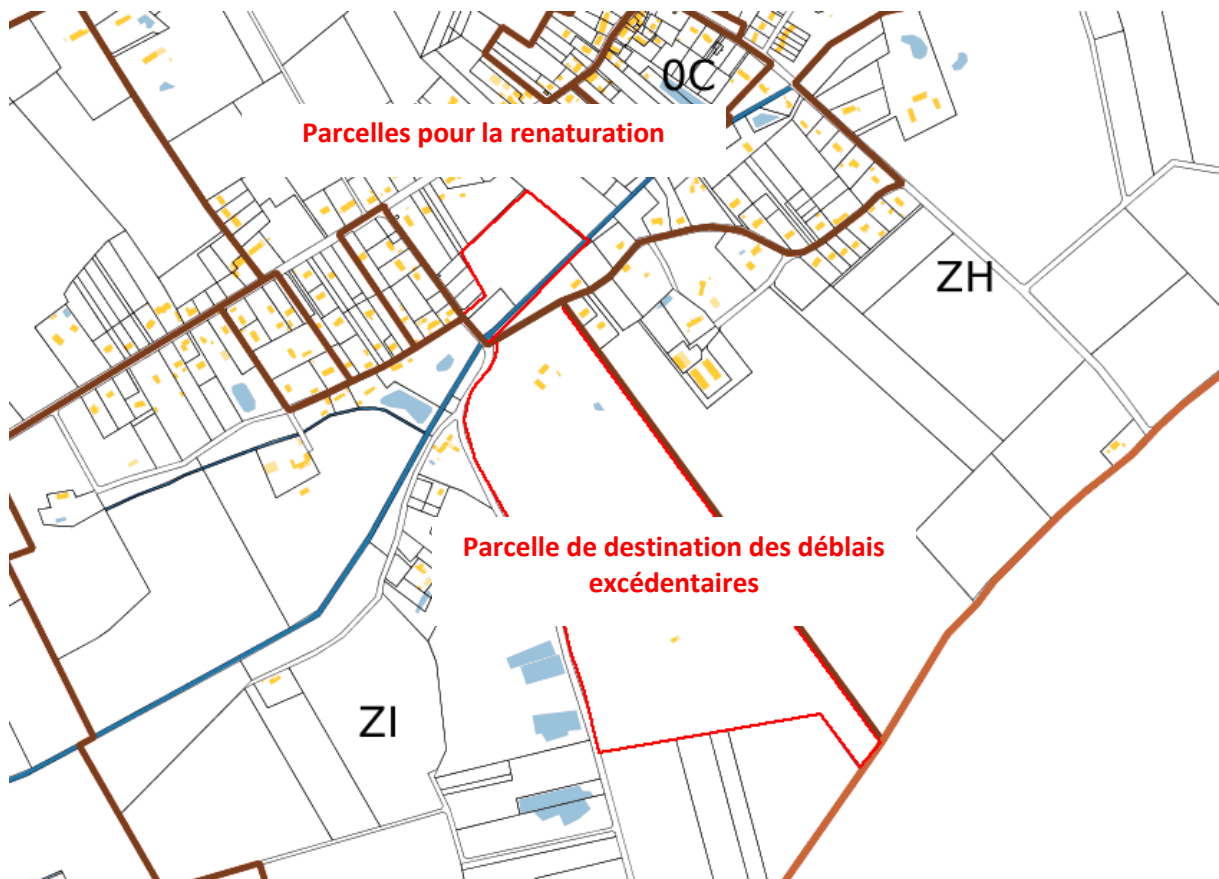 0C
Parcelles pour la renaturation
ZH
Parcelle de destination des déblais
excédentaires
ZI